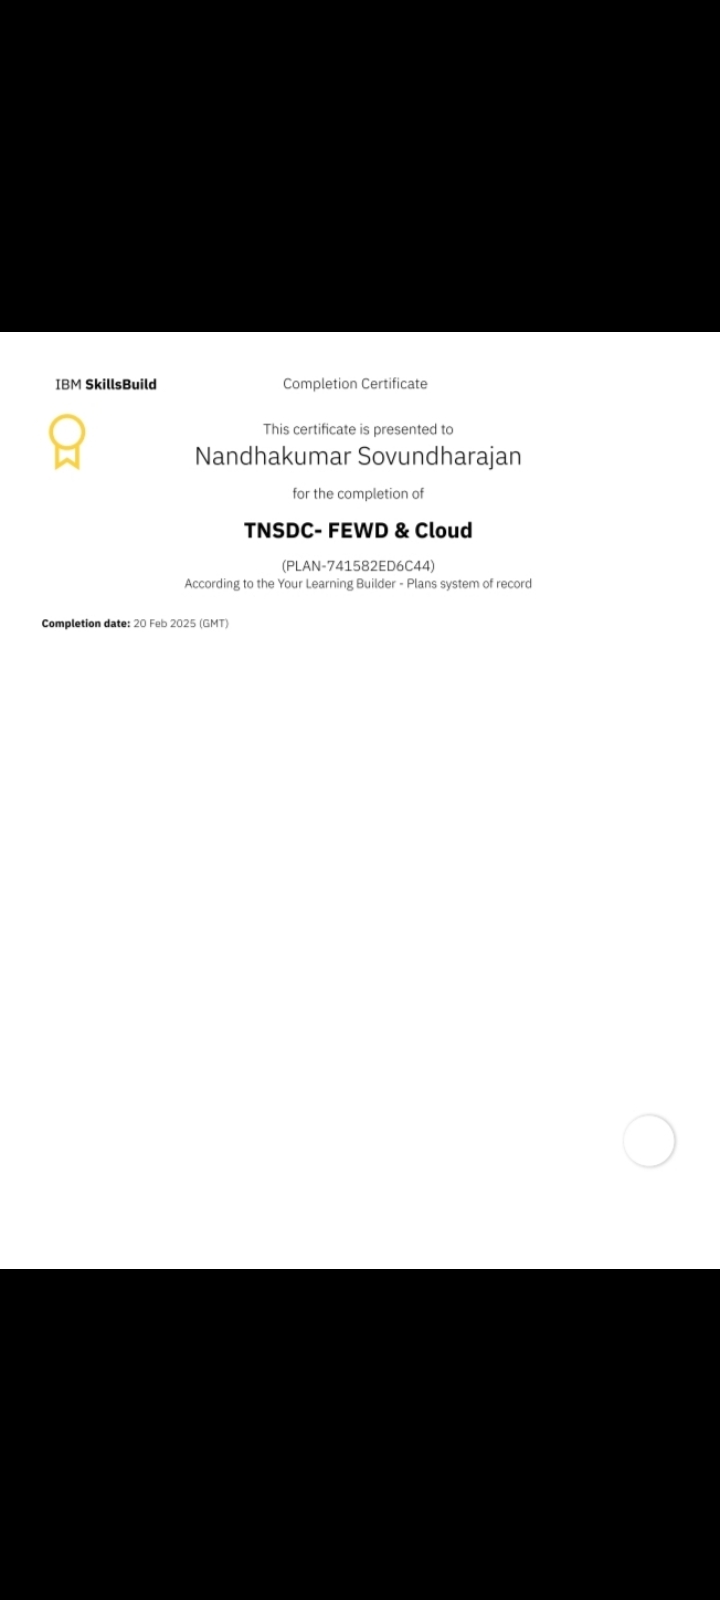 IBM SkillsBuild
Completion Certificate
This certificate is presented to
Nandhakumar Sovundharajan
for the completion of
TNSDC- FEWD & Cloud
(PLAN-741582ED6C44)
According to the Your Learning Builder - Plans system of record
Completion date: 20 Feb 2025 (GMT)